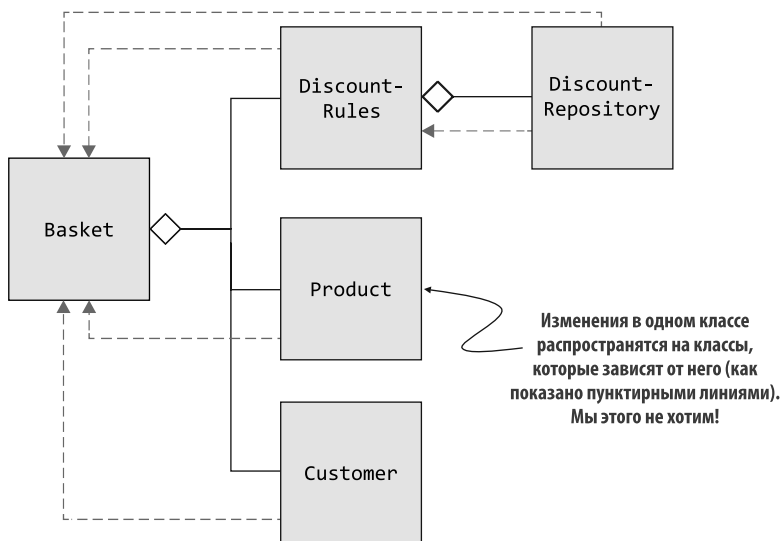 Discount-
Rules
Discount-
Repository
Basket
Product
Изменения в одном классе
распространятся на классы,
которые зависят от него (как
показано пунктирными линиями).
Мы этого не хотим!
Customer